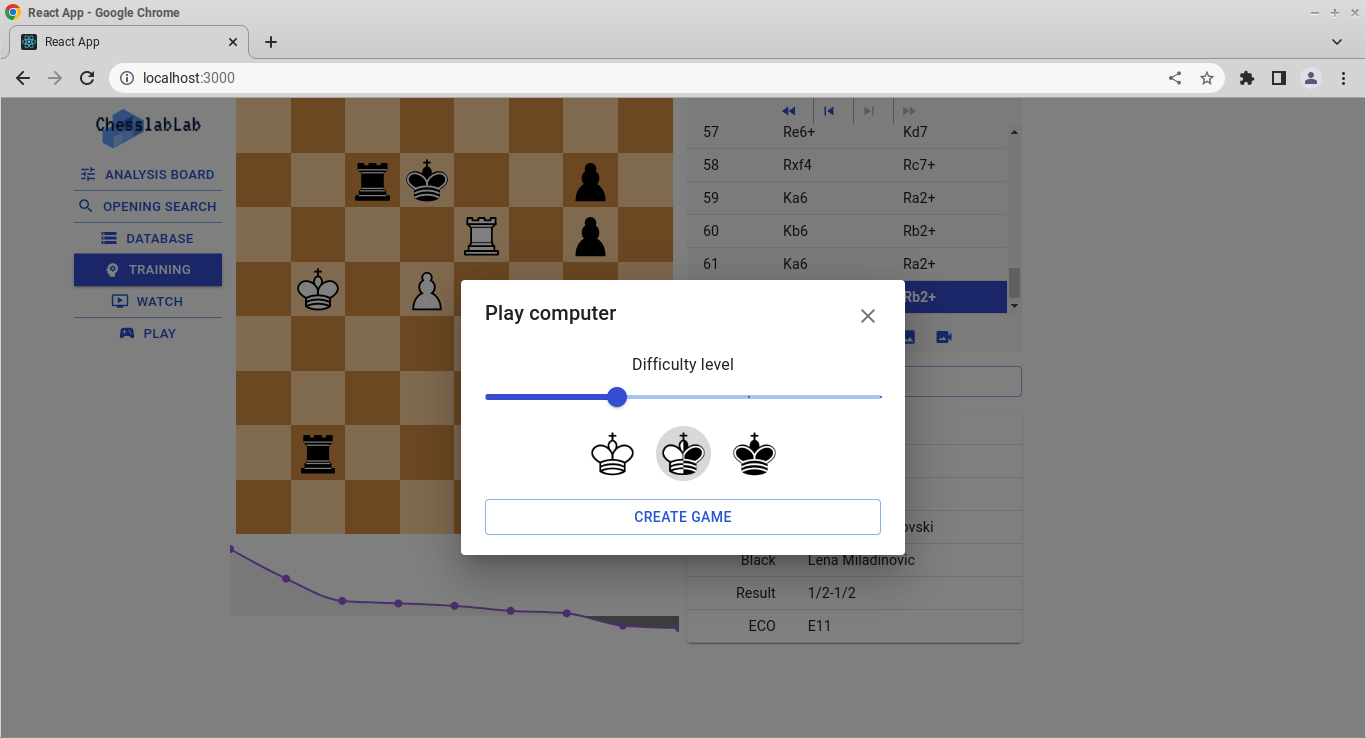 React App - Google Chrome
React App
localhost:3000
ChesslabLab
ANALYSIS BOARD
OPENING SEARCH
DATABASE
TRAINING
WATCH
PLAY
57 Re6+ Kd7
58 Rxf4 Rc7+
59 Ka6 Ra2+
60 Kb6 Rb2+
61 Ka6 Ra2+
Rb2+
Play computer
Difficulty level
CREATE GAME
ovski
Black Lena Miladinovic
Result 1/2-1/2
ECO E11